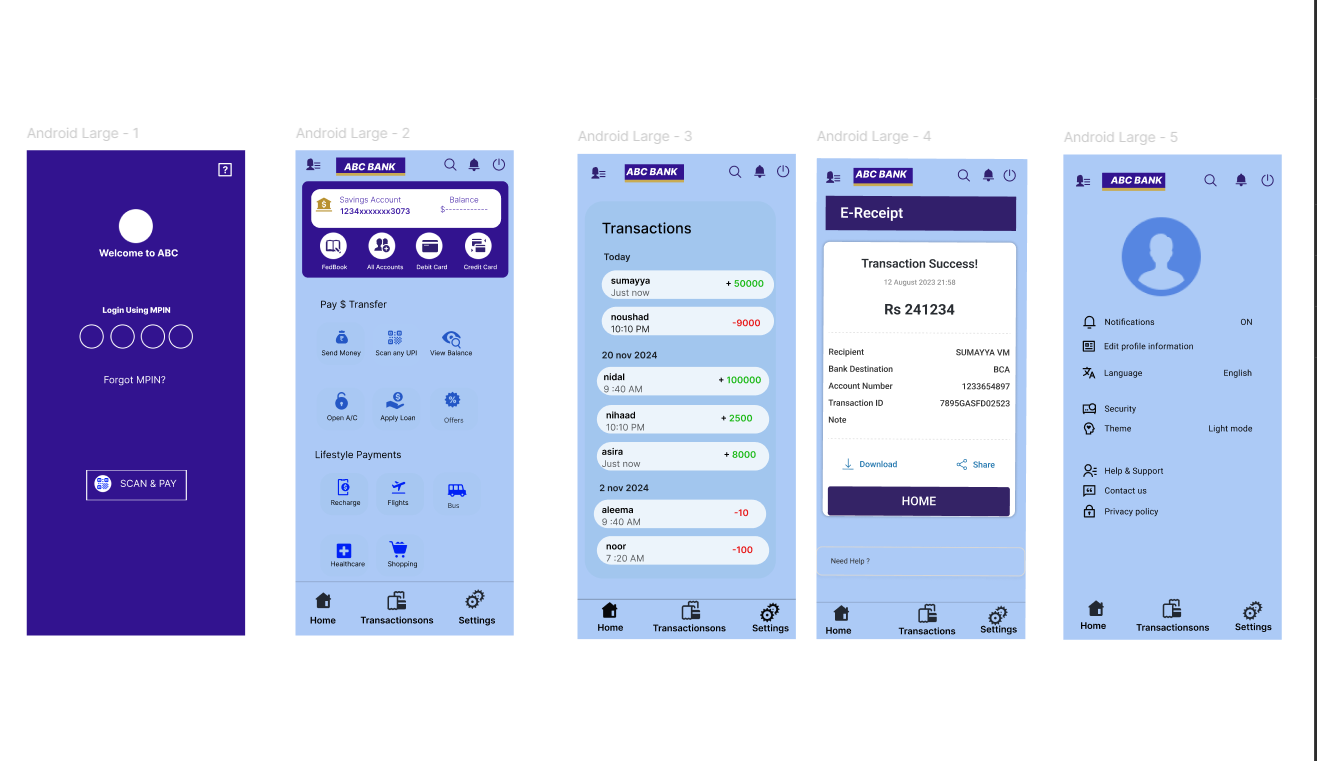 Android Large - 1
?
Welcome to ABC
Login Using MPIN
Forgot MPIN?
SCAN & PAY
Android Large - 2
ABC BANK
Savings Account
Balance
1234xxxxxxx3073
$------------
FedBook
All Accounts
Debit Card
Credit Card
Pay $ Transfer
Send Money
Scan any UPI
View Balance
Open A/C
Apply Loan
Offers
Lifestyle Payments
Recharge
Flights
Bus
Healthcare
Shopping
Home
Transactionsons
Settings
Android Large - 3
ABC BANK
Transactions
Today
sumayya
+ 50000
Just now
noushad
-9000
10:10 PM
20 nov 2024
nidal
+ 100000
9 :40 AM
nihaad
+ 2500
10:10 PM
asira
+ 8000
Just now
2 nov 2024
aleema
-10
9 :40 AM
noor
-100
7 :20 AM
Home
Transactionsons
Settings
Android Large - 4
ABC BANK
E-Receipt
Transaction Success!
12 August 2023 21:58
Rs 241234
Recipient SUMAYYA VM
Bank Destination BCA
Account Number 1233654897
Transaction ID 7895GASFD02523
Note
Download
Share
HOME
Need Help ?
Home
Transactions
Settings
Android Large - 5
ABC BANK
Notifications ON
Edit profile information
Language English
Security
Theme Light mode
Help & Support
Contact us
Privacy policy
Home
Transactionsons
Settings